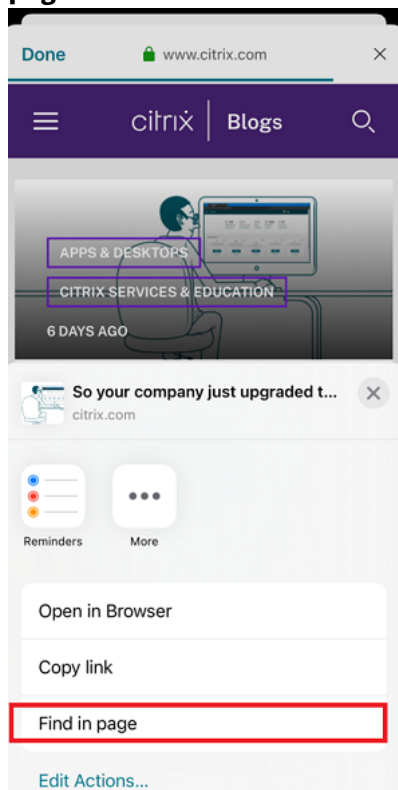 Done www.citrix.com
citrix | Blogs
APPS & DESKTOPS
CITRIX SERVICES & EDUCATION
6 DAYS AGO
So your company just upgraded t...
citrix.com
Reminders More
Open in Browser
Copy link
Find in page
Edit Actions...